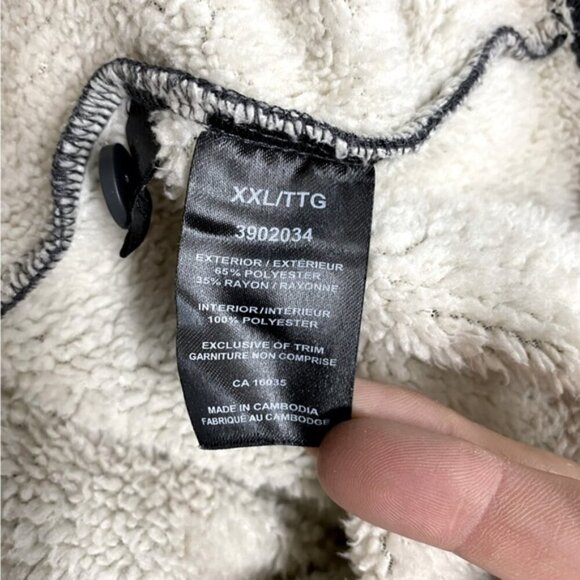 XXL/TTG
3902034
EXTERIOR / EXTÉRIEUR
65% POLYESTER
35% RAYON / RAYONNE
INTERIOR/INTÉRIEUR
100% POLYESTER
EXCLUSIVE OF TRIM
GARNITURE NON COMPRISE
CA 16035
MADE IN CAMBODIA
FABRIQUÉ AU CAMBODGE